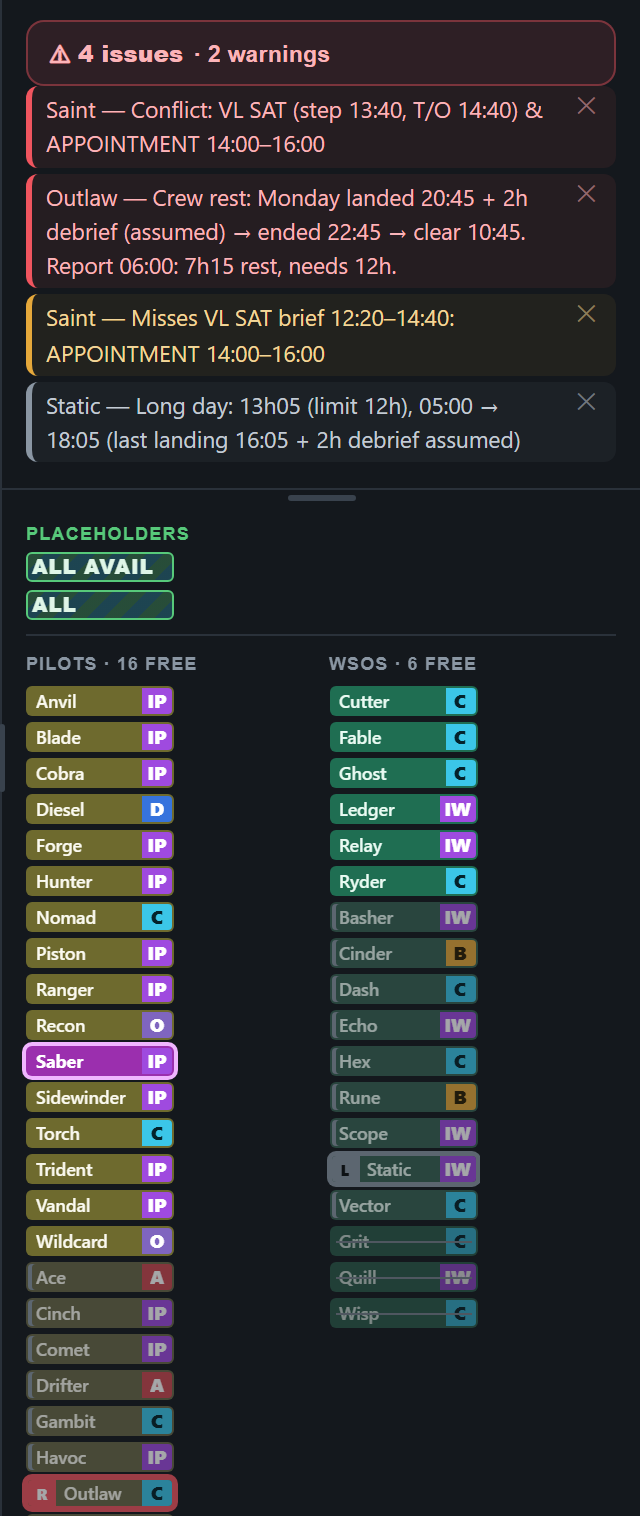 ⚠ 4 issues · 2 warnings
Saint — Conflict: VL SAT (step 13:40, T/O 14:40) &
APPOINTMENT 14:00–16:00
Outlaw — Crew rest: Monday landed 20:45 + 2h
debrief (assumed) → ended 22:45 → clear 10:45.
Report 06:00: 7h15 rest, needs 12h.
Saint — Misses VL SAT brief 12:20–14:40:
APPOINTMENT 14:00–16:00
Static — Long day: 13h05 (limit 12h), 05:00 →
18:05 (last landing 16:05 + 2h debrief assumed)
PLACEHOLDERS
ALL AVAIL
ALL
PILOTS · 16 FREE
Anvil IP
Blade IP
Cobra IP
Diesel D
Forge IP
Hunter IP
Nomad C
Piston IP
Ranger IP
Recon O
Saber IP
Sidewinder IP
Torch C
Trident IP
Vandal IP
Wildcard O
Ace A
Cinch IP
Comet IP
Drifter A
Gambit C
Havoc IP
R Outlaw C
WSOS · 6 FREE
Cutter C
Fable C
Ghost C
Ledger IW
Relay IW
Ryder C
Basher IW
Cinder B
Dash C
Echo IW
Hex C
Rune B
Scope IW
L Static IW
Vector C
Grit C
Quill IW
Wisp C